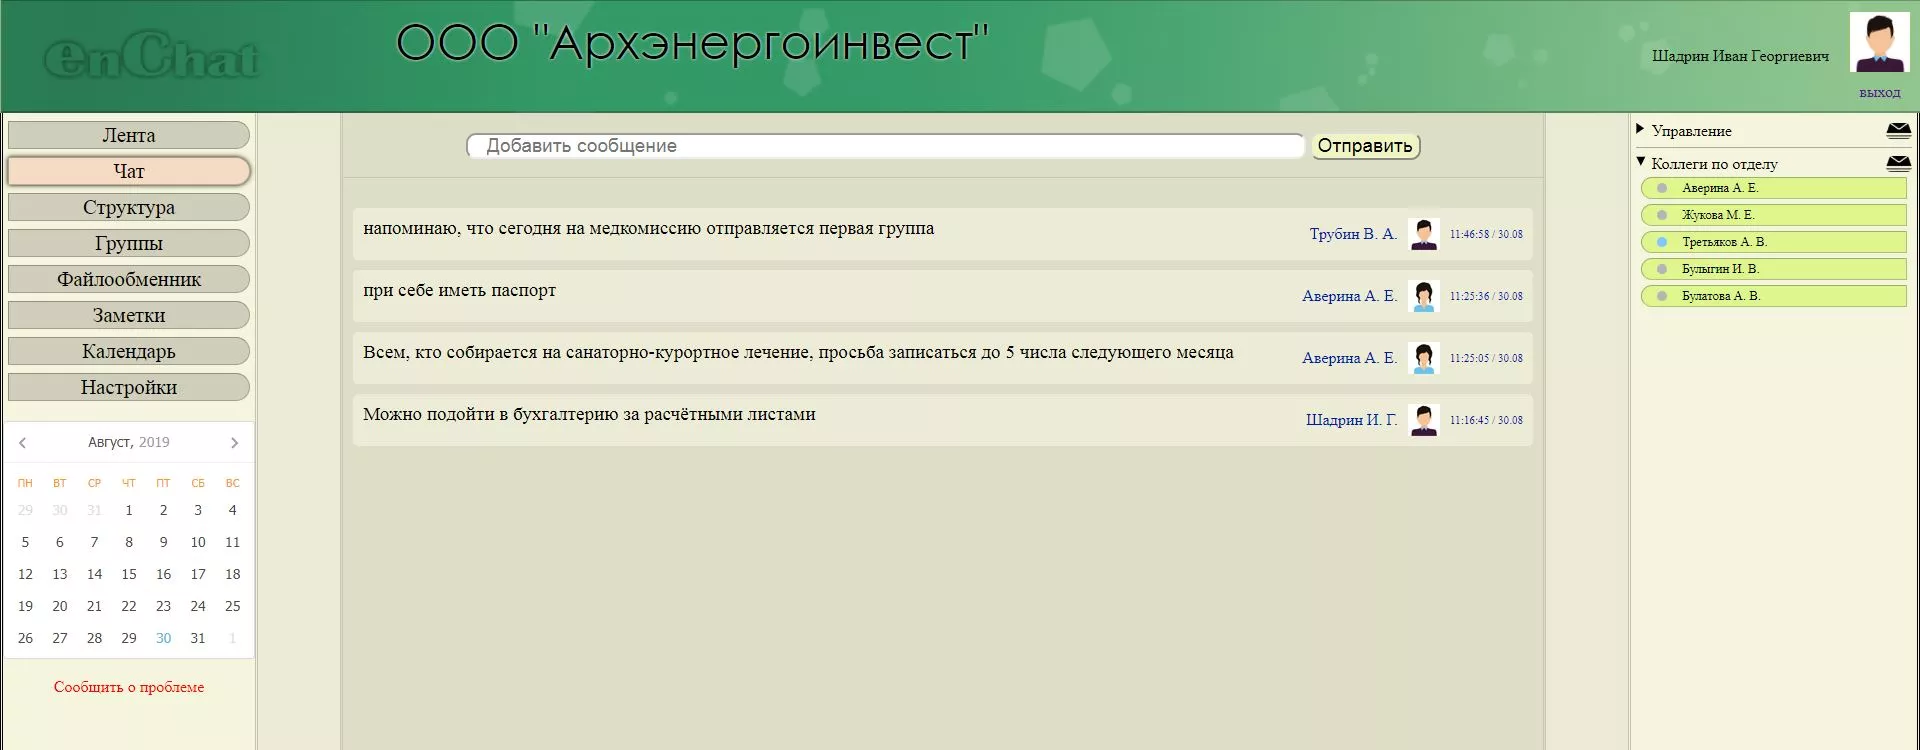 enChat
ООО "Архэнергоинвест"
Шадрин Иван Георгиевич
выход
Лента
Чат
Структура
Группы
Файлообменник
Заметки
Календарь
Настройки
Август, 2019
ПН ВТ СР ЧТ ПТ СБ ВС
29 30 31 1 2 3 4
5 6 7 8 9 10 11
12 13 14 15 16 17 18
19 20 21 22 23 24 25
26 27 28 29 30 31 1
Сообщить о проблеме
Добавить сообщение Отправить
напоминаю, что сегодня на медкомиссию отправляется первая группа Трубин В. А. 11:46:58 / 30.08
при себе иметь паспорт Аверина А. Е. 11:25:36 / 30.08
Всем, кто собирается на санаторно-курортное лечение, просьба записаться до 5 числа следующего месяца Аверина А. Е. 11:25:05 / 30.08
Можно подойти в бухгалтерию за расчётными листами Шадрин И. Г. 11:16:45 / 30.08
Управление
Коллеги по отделу
Аверина А. Е.
Жукова М. Е.
Третьяков А. В.
Булыгин И. В.
Булатова А. В.